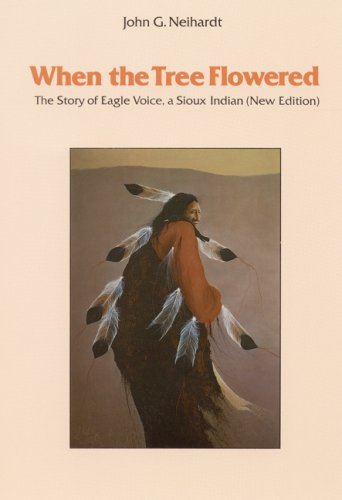 John G. Neihardt
When the Tree Flowered
The Story of Eagle Voice, a Sioux Indian (New Edition)